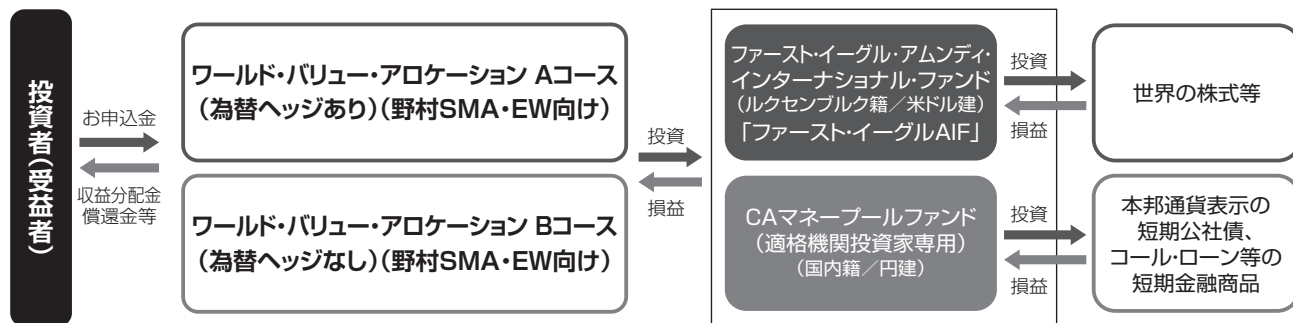 投資者(受益者)
お申込金
収益分配金
償還金等
ワールド・バリュー・アロケーション Aコース
(為替ヘッジあり)(野村SMA・EW向け)
ワールド・バリュー・アロケーション Bコース
(為替ヘッジなし)(野村SMA・EW向け)
投資
損益
ファースト・イーグル・アムンディ・
インターナショナル・ファンド
(ルクセンブルク籍/米ドル建)
「ファースト・イーグルAIF」
投資
損益
世界の株式等
CAマネープールファンド
(適格機関投資家専用)
(国内籍/円建)
投資
損益
本邦通貨表示の
短期公社債、
コール・ローン等の
短期金融商品